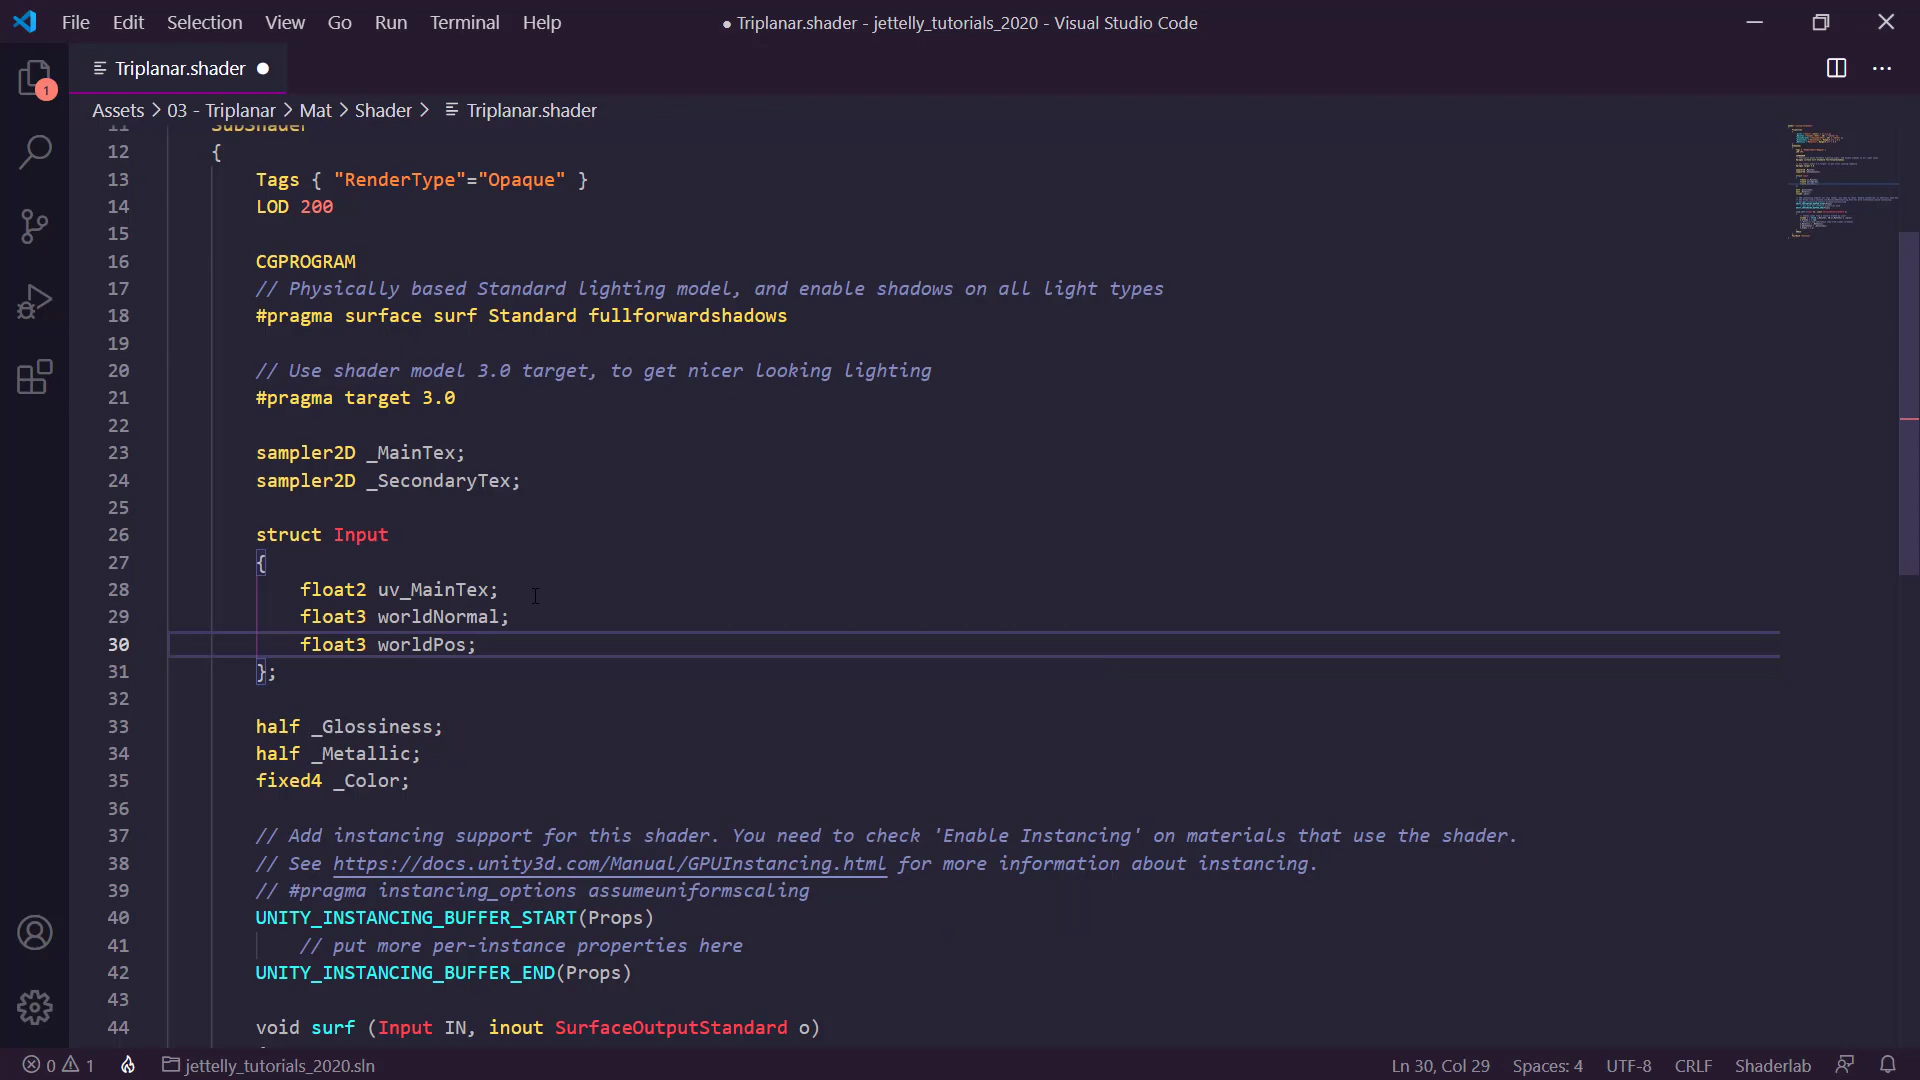 File Edit Selection View Go Run Terminal Help
● Triplanar.shader - jettelly_tutorials_2020 - Visual Studio Code
Triplanar.shader ●
1
Assets > 03 - Triplanar > Mat > Shader > Triplanar.shader
11 SubShader
12 {
13 Tags { "RenderType"="Opaque" }
14 LOD 200
15
16 CGPROGRAM
17 // Physically based Standard lighting model, and enable shadows on all light types
18 #pragma surface surf Standard fullforwardshadows
19
20 // Use shader model 3.0 target, to get nicer looking lighting
21 #pragma target 3.0
22
23 sampler2D _MainTex;
24 sampler2D _SecondaryTex;
25
26 struct Input
27 {
28 float2 uv_MainTex;
29 float3 worldNormal;
30 float3 worldPos;
31 };
32
33 half _Glossiness;
34 half _Metallic;
35 fixed4 _Color;
36
37 // Add instancing support for this shader. You need to check 'Enable Instancing' on materials that use the shader.
38 // See https://docs.unity3d.com/Manual/GPUInstancing.html for more information about instancing.
39 // #pragma instancing_options assumeuniformscaling
40 UNITY_INSTANCING_BUFFER_START(Props)
41 // put more per-instance properties here
42 UNITY_INSTANCING_BUFFER_END(Props)
43
44 void surf (Input IN, inout SurfaceOutputStandard o)
0 1 jettelly_tutorials_2020.sln Ln 30, Col 29 Spaces: 4 UTF-8 CRLF Shaderlab